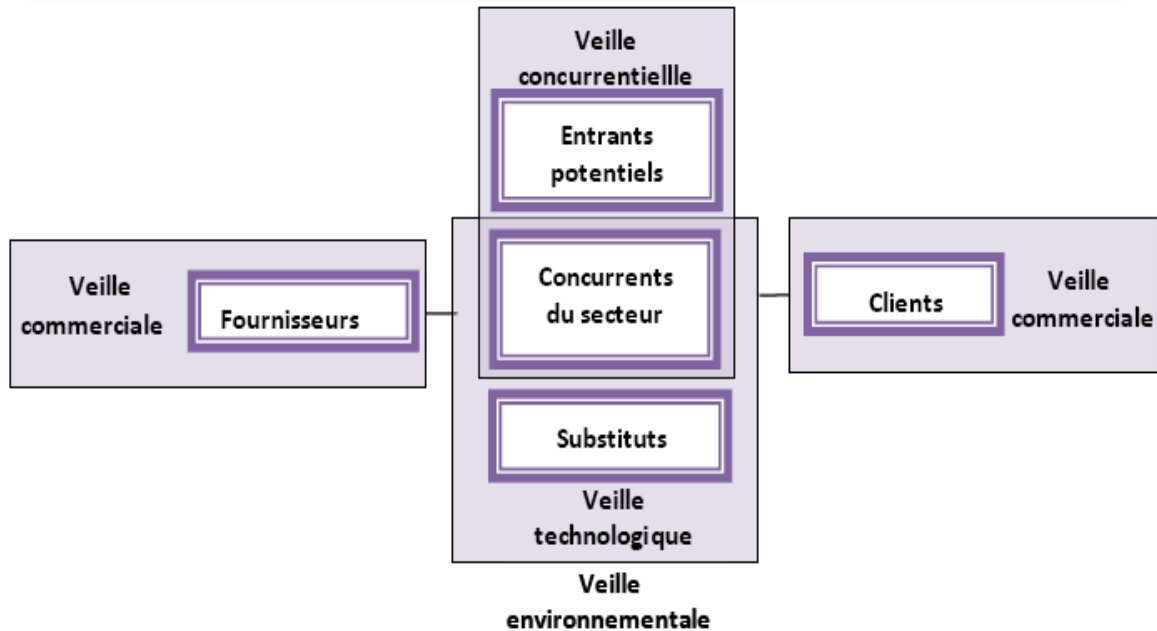 Veille
concurrentiellle
Entrants
potentiels
Veille
commerciale
Fournisseurs
Concurrents
du secteur
Clients
Veille
commerciale
Substituts
Veille
technologique
Veille
environnementale